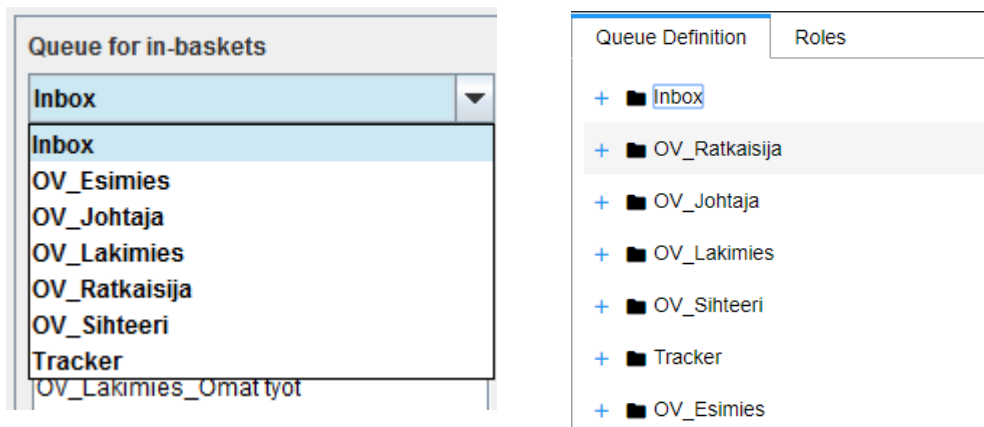 Queue for in-baskets
Inbox
Inbox
OV_Esimies
OV_Johtaja
OV_Lakimies
OV_Ratkaisija
OV_Sihteeri
Tracker
OV_Lakimies_Omat työt
Queue Definition Roles
Inbox
OV_Ratkaisija
OV_Johtaja
OV_Lakimies
OV_Sihteeri
Tracker
OV_Esimies